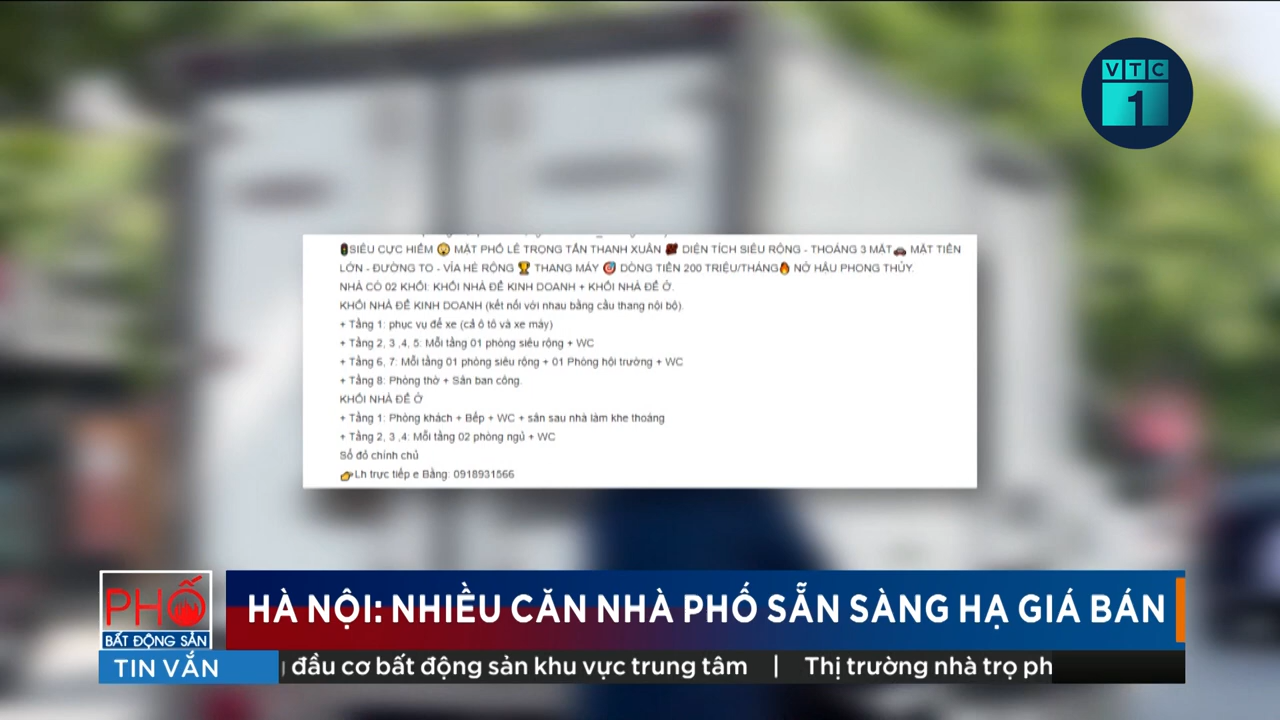 VTC
1
SIÊU CỰC HIẾM MẶT PHỐ LÊ TRỌNG TẤN THANH XUÂN DIỆN TÍCH SIÊU RỘNG - THOÁNG 3 MẶT MẶT TIỀN
LỚN - ĐƯỜNG TO - VỈA HÈ RỘNG THANG MÁY DÒNG TIỀN 200 TRIỆU/THÁNG NỞ HẬU PHONG THỦY.
NHÀ CÓ 02 KHỐI: KHỐI NHÀ ĐỂ KINH DOANH + KHỐI NHÀ ĐỂ Ở.
KHỐI NHÀ ĐỂ KINH DOANH (kết nối với nhau bằng cầu thang nội bộ).
+ Tầng 1: phục vụ để xe (cả ô tô và xe máy)
+ Tầng 2, 3 ,4, 5: Mỗi tầng 01 phòng siêu rộng + WC
+ Tầng 6, 7: Mỗi tầng 01 phòng siêu rộng + 01 Phòng hội trường + WC
+ Tầng 8: Phòng thờ + Sân ban công.
KHỐI NHÀ ĐỂ Ở
+ Tầng 1: Phòng khách + Bếp + WC + sân sau nhà làm khe thoáng
+ Tầng 2, 3 ,4: Mỗi tầng 02 phòng ngủ + WC
Sổ đỏ chính chủ
Lh trực tiếp e Bằng: 0918931566
PHỐ
BẤT ĐỘNG SẢN
HÀ NỘI: NHIỀU CĂN NHÀ PHỐ SẴN SÀNG HẠ GIÁ BÁN
TIN VẮN
đầu cơ bất động sản khu vực trung tâm | Thị trường nhà trọ ph